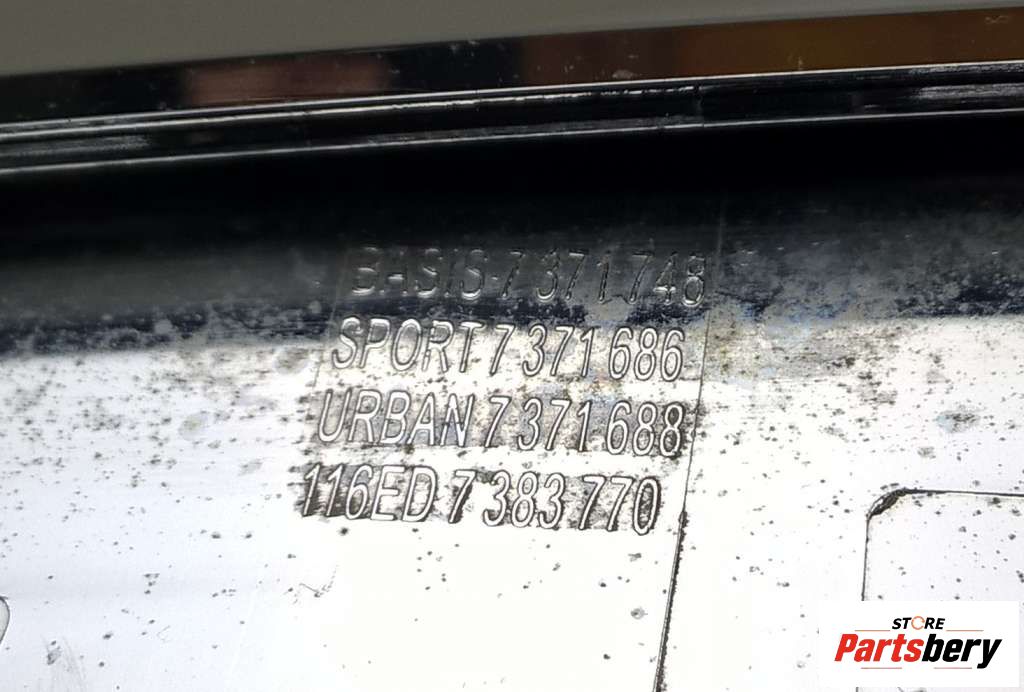 BASIS-7 371 748
SPORT 7 371 686
URBAN 7 371 688
116ED 7 383 770
STORE
Partsbery